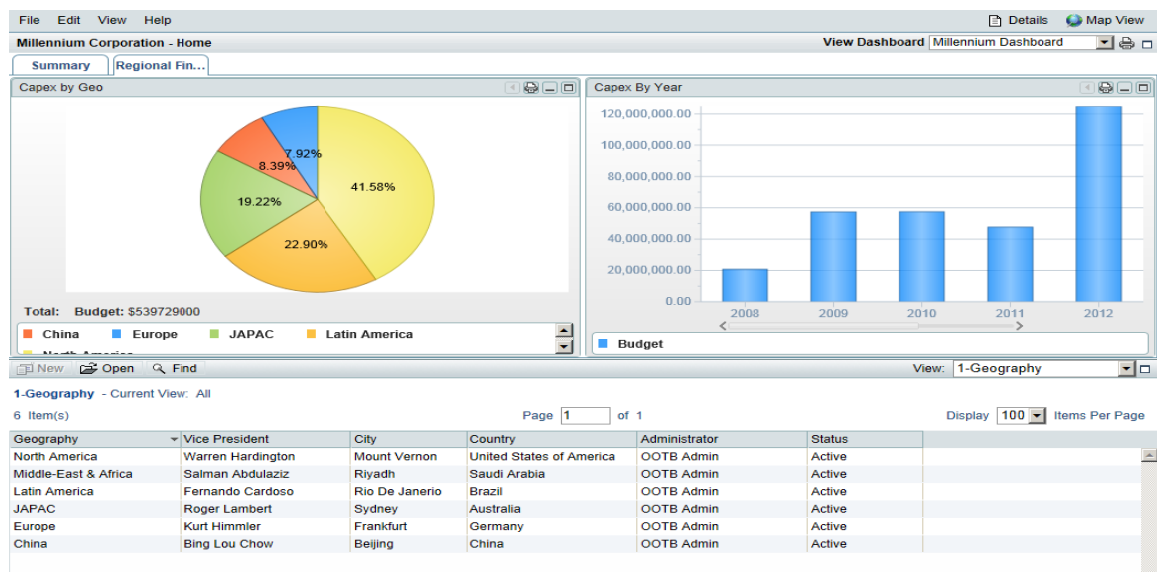 File Edit View Help Details Map View
Millennium Corporation - Home View Dashboard Millennium Dashboard
Summary Regional Fin...
Capex by Geo
7.92%
8.39%
41.58%
19.22%
22.90%
Total: Budget: $539729000
China Europe JAPAC Latin America
North America
Capex By Year
120,000,000.00
100,000,000.00
80,000,000.00
60,000,000.00
40,000,000.00
20,000,000.00
0.00
2008 2009 2010 2011 2012
Budget
New Open Find View: 1-Geography
1-Geography - Current View: All
6 Item(s) Page 1 of 1 Display 100 Items Per Page
Geography Vice President City Country Administrator Status
North America Warren Hardington Mount Vernon United States of America OOTB Admin Active
Middle-East & Africa Salman Abdulaziz Riyadh Saudi Arabia OOTB Admin Active
Latin America Fernando Cardoso Rio De Janerio Brazil OOTB Admin Active
JAPAC Roger Lambert Sydney Australia OOTB Admin Active
Europe Kurt Himmler Frankfurt Germany OOTB Admin Active
China Bing Lou Chow Beijing China OOTB Admin Active